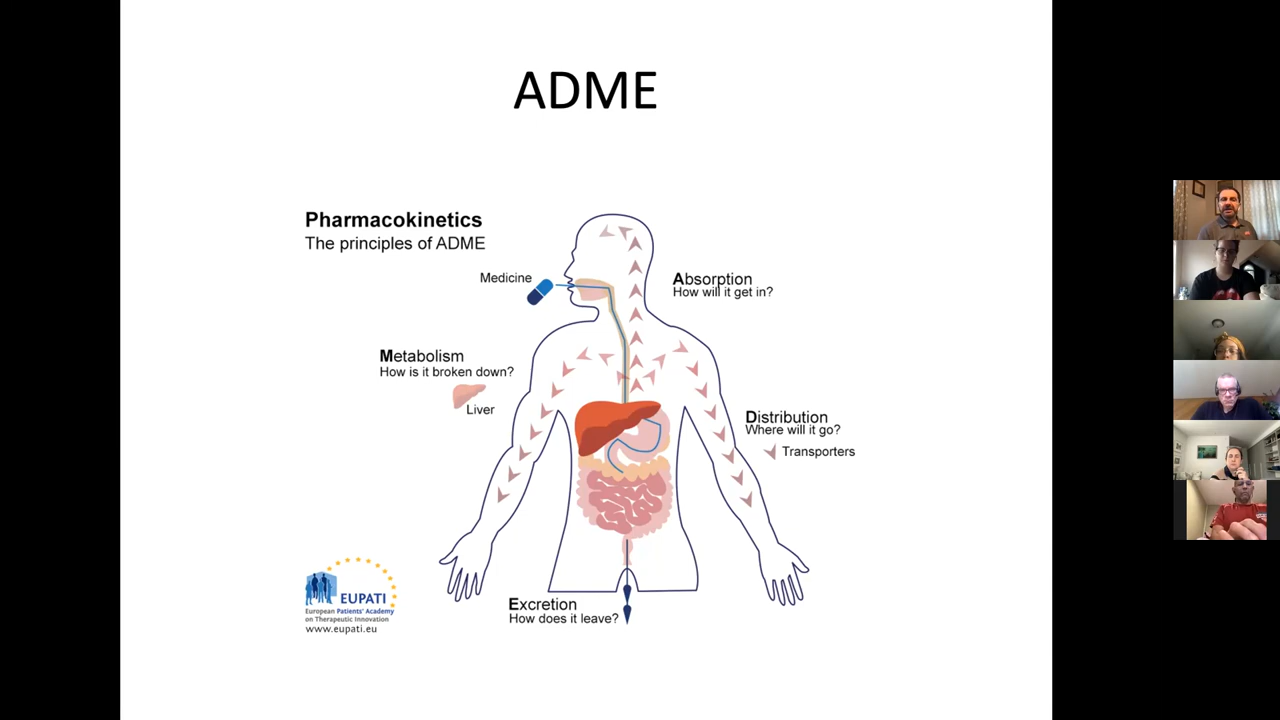 ADME
Pharmacokinetics
The principles of ADME
Medicine
Absorption
How will it get in?
Metabolism
How is it broken down?
Liver
Distribution
Where will it go?
Transporters
EUPATI
European Patients' Academy
on Therapeutic Innovation
www.eupati.eu
Excretion
How does it leave?